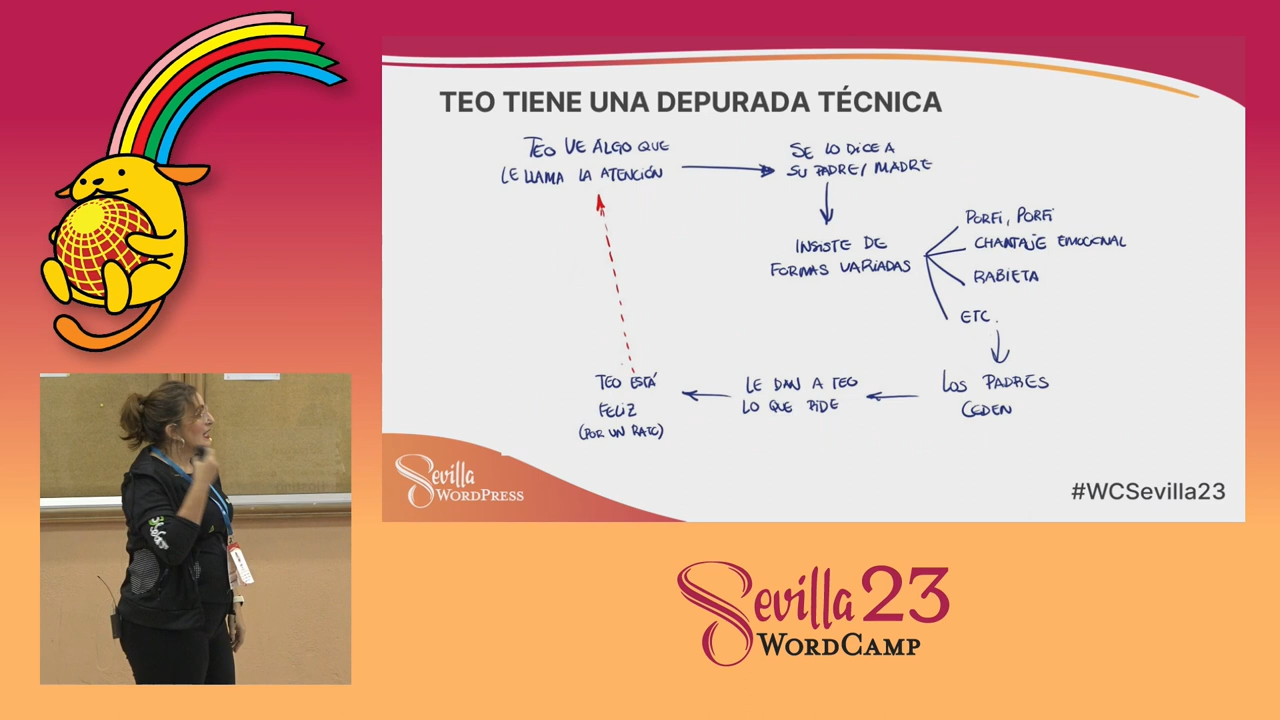 TEO TIENE UNA DEPURADA TÉCNICA
TEO VE ALGO QUE
LE LLAMA LA ATENCIÓN
SE LO DICE A
SU PADRE/MADRE
INSISTE DE
FORMAS VARIADAS
PORFI, PORFI
CHANTAJE EMOCIONAL
RABIETA
ETC.
LOS PADRES
CEDEN
LE DAN A TEO
LO QUE PIDE
TEO ESTÁ
FELIZ
(POR UN RATO)
Sevilla
WORDPRESS
#WCSevilla23
Sevilla 23
WORDCAMP